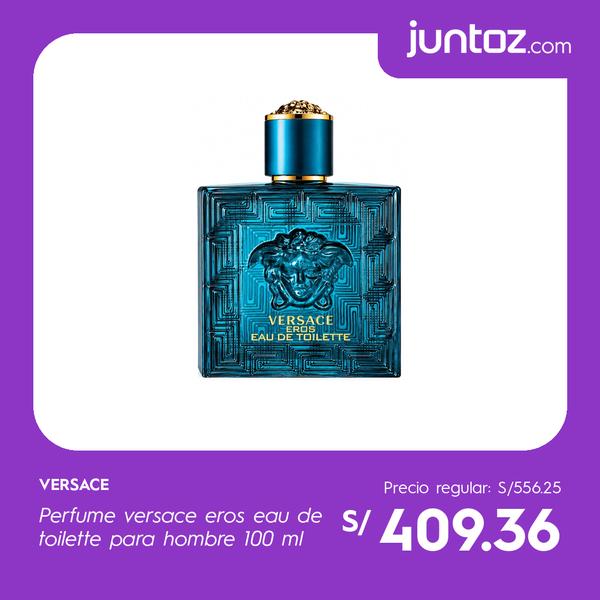 juntoz.com
VERSACE
EROS
EAU DE TOILETTE
VERSACE
Perfume versace eros eau de
toilette para hombre 100 ml
Precio regular: S/556.25
S/ 409.36